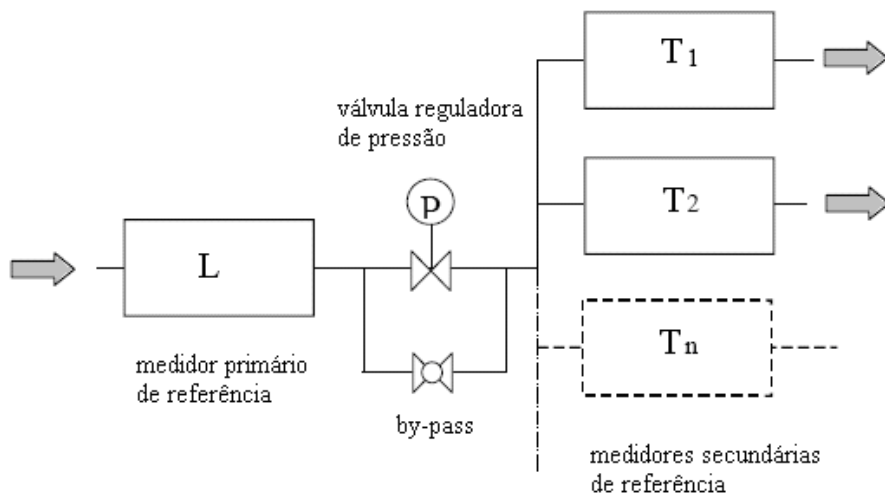 T1
válvula reguladora
de pressão
p
T2
L
Tn
medidor primário
de referência
by-pass
medidores secundárias
de referência